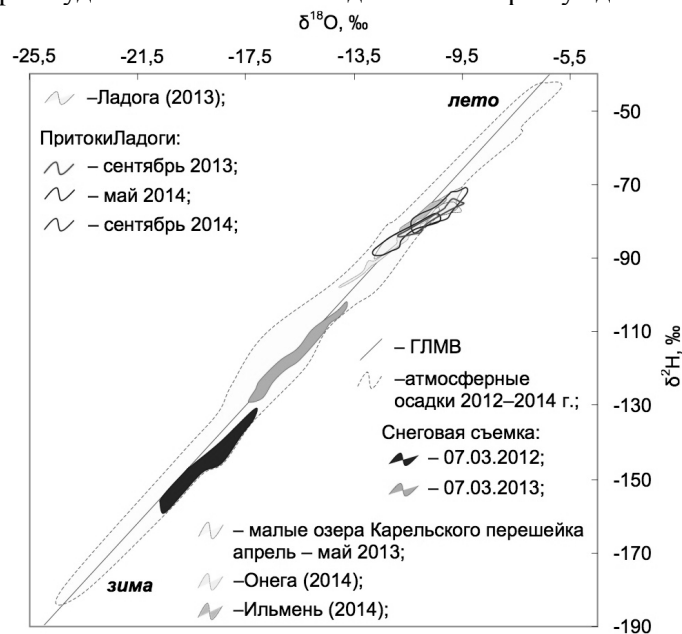 δ18O, ‰
-25,5 -21,5 -17,5 -13,5 -9,5 -5,5
–Ладога (2013);
лето
ПритокиЛадоги:
– сентябрь 2013;
– май 2014;
– сентябрь 2014;
-50
-70
-90
-110
-130
-150
-170
-190
δ2H, ‰
– ГЛМВ
–атмосферные
осадки 2012–2014 г.;
Снеговая съемка:
– 07.03.2012;
– 07.03.2013;
– малые озера Карельского перешейка
апрель – май 2013;
зима
–Онега (2014);
–Ильмень (2014);